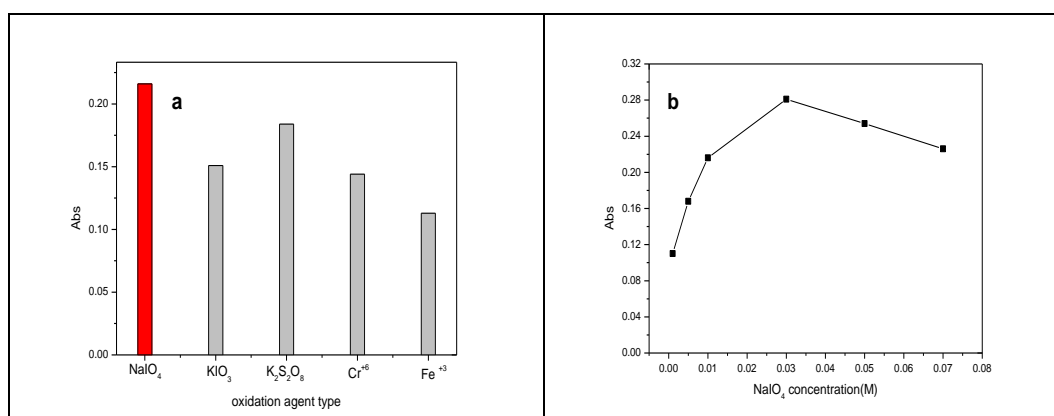 a
0.20
0.15
0.10
0.05
0.00
Abs
NaIO4 KIO3 K2S2O8 Cr+6 Fe +3
oxidation agent type
b
0.32
0.28
0.24
0.20
0.16
0.12
0.08
0.04
0.00
Abs
0.00 0.01 0.02 0.03 0.04 0.05 0.06 0.07 0.08
NaIO4 concentration(M)